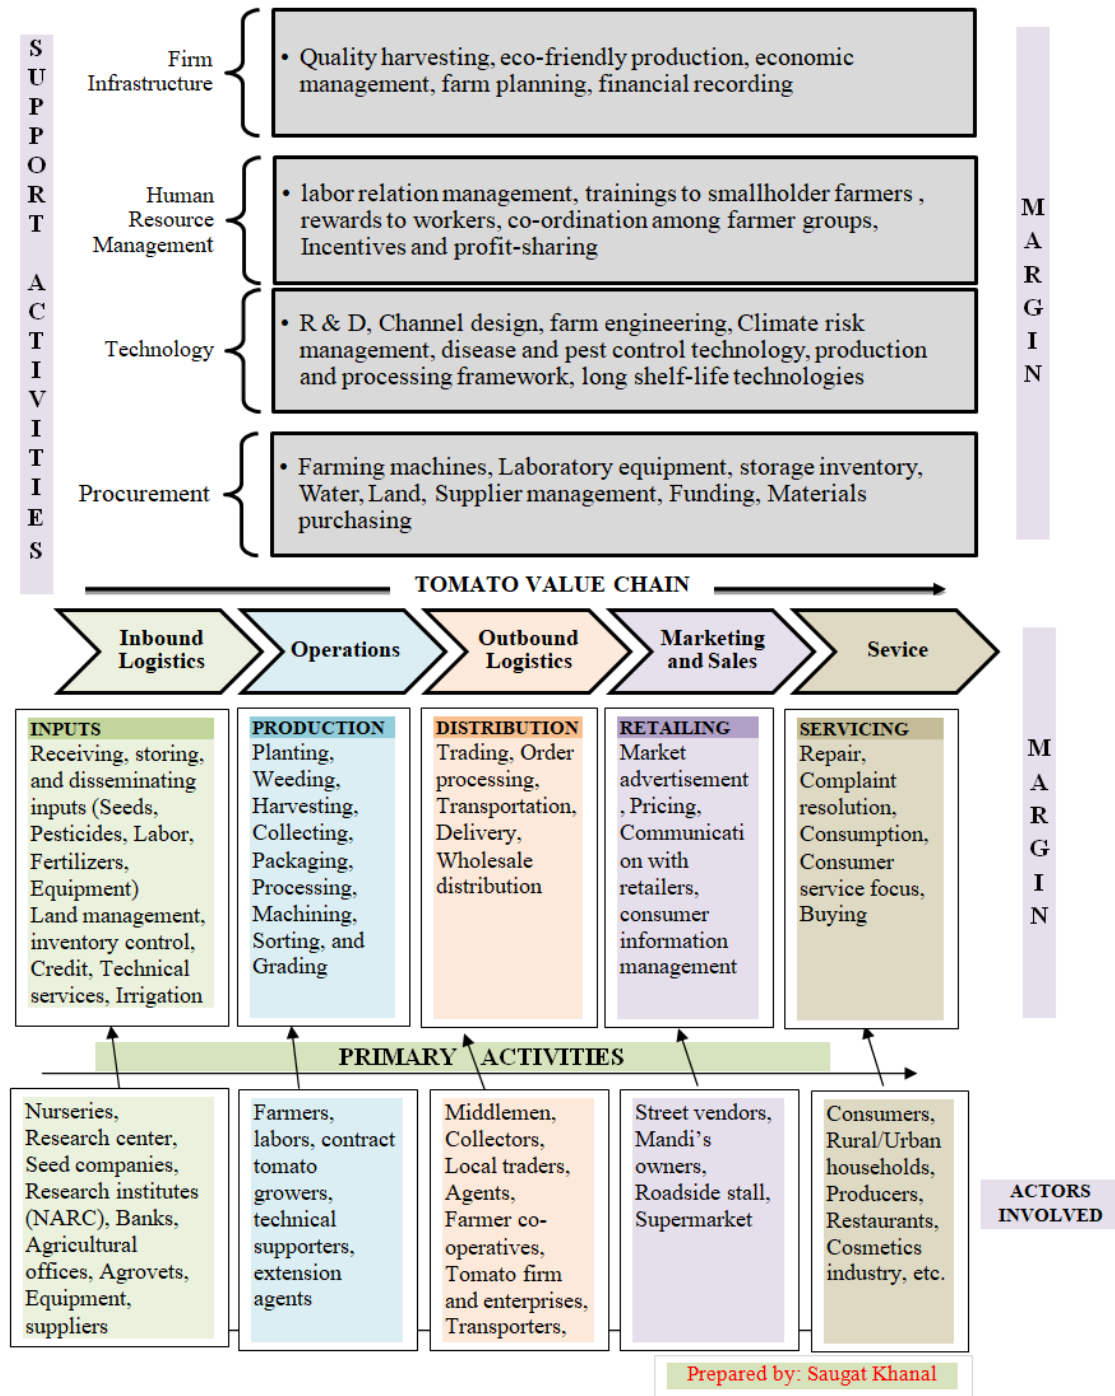 SUPPORT ACTIVITIES
Firm
Infrastructure
• Quality harvesting, eco-friendly production, economic
management, farm planning, financial recording
Human
Resource
Management
• labor relation management, trainings to smallholder farmers ,
rewards to workers, co-ordination among farmer groups,
Incentives and profit-sharing
Technology
• R & D, Channel design, farm engineering, Climate risk
management, disease and pest control technology, production
and processing framework, long shelf-life technologies
Procurement
• Farming machines, Laboratory equipment, storage inventory,
Water, Land, Supplier management, Funding, Materials
purchasing
MARGIN
TOMATO VALUE CHAIN
Inbound
Logistics
Operations
Outbound
Logistics
Marketing
and Sales
Sevice
INPUTS
Receiving, storing,
and disseminating
inputs (Seeds,
Pesticides, Labor,
Fertilizers,
Equipment)
Land management,
inventory control,
Credit, Technical
services, Irrigation
PRODUCTION
Planting,
Weeding,
Harvesting,
Collecting,
Packaging,
Processing,
Machining,
Sorting, and
Grading
DISTRIBUTION
Trading, Order
processing,
Transportation,
Delivery,
Wholesale
distribution
RETAILING
Market
advertisement
, Pricing,
Communicati
on with
retailers,
consumer
information
management
SERVICING
Repair,
Complaint
resolution,
Consumption,
Consumer
service focus,
Buying
MARGIN
PRIMARY ACTIVITIES
Nurseries,
Research center,
Seed companies,
Research institutes
(NARC), Banks,
Agricultural
offices, Agrovets,
Equipment,
suppliers
Farmers,
labors, contract
tomato
growers,
technical
supporters,
extension
agents
Middlemen,
Collectors,
Local traders,
Agents,
Farmer co-
operatives,
Tomato firm
and enterprises,
Transporters,
Street vendors,
Mandi’s
owners,
Roadside stall,
Supermarket
Consumers,
Rural/Urban
households,
Producers,
Restaurants,
Cosmetics
industry, etc.
ACTORS
INVOLVED
Prepared by: Saugat Khanal